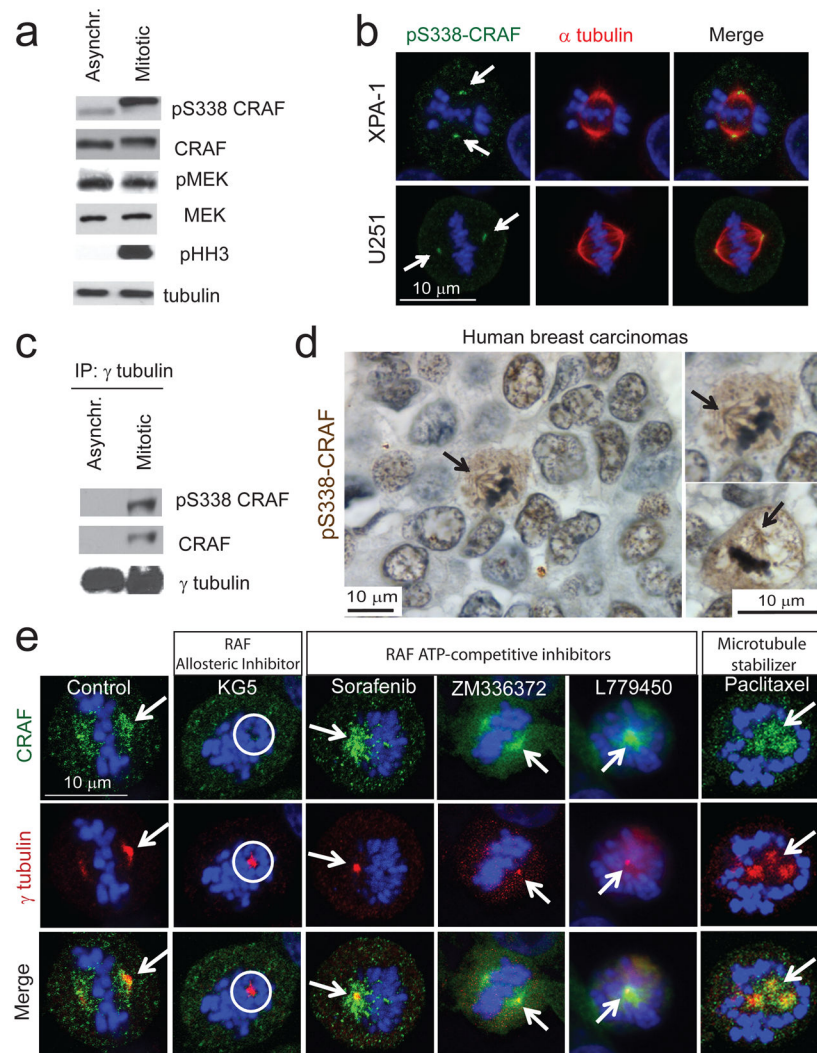 a
Asynchr.
Mitotic
pS338 CRAF
CRAF
pMEK
MEK
pHH3
tubulin
b
pS338-CRAF
α tubulin
Merge
XPA-1
U251
10 μm
c
IP: γ tubulin
Asynchr.
Mitotic
pS338 CRAF
CRAF
γ tubulin
d
Human breast carcinomas
pS338-CRAF
10 μm
10 μm
e
RAF
Allosteric Inhibitor
RAF ATP-competitive inhibitors
Microtubule
stabilizer
Control
KG5
Sorafenib
ZM336372
L779450
Paclitaxel
CRAF
10 μm
γ tubulin
Merge